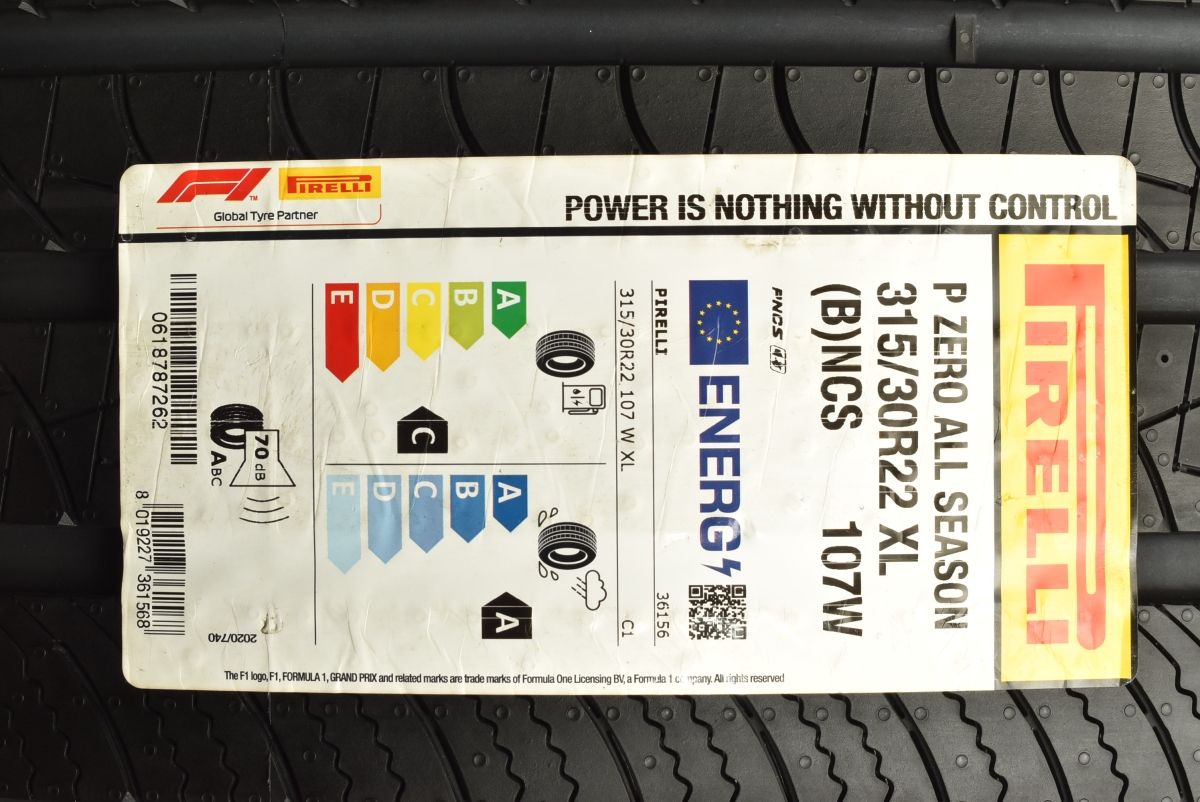 F1™ PIRELLI
Global Tyre Partner
POWER IS NOTHING WITHOUT CONTROL
PIRELLI
P ZERO ALL SEASON
315/30R22 XL
(B)NCS 107W
PNCS
ENERG
PIRELLI 36156
315/30R22 107 W XL C1
A
B
C
D
E
C
A
B
C
D
E
A
70 dB
ABC
2020/740
0618787262
8 019227 361568
The F1 logo, F1, FORMULA 1, GRAND PRIX and related marks are trade marks of Formula One Licensing BV, a Formula 1 company. All rights reserved